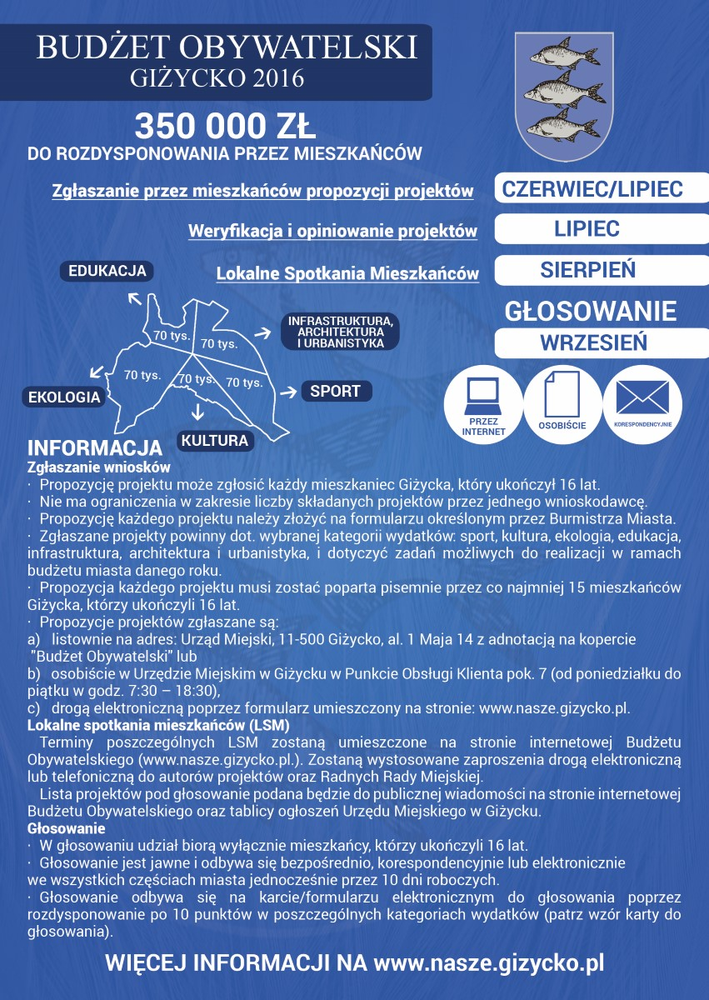 BUDŻET OBYWATELSKI
GIŻYCKO 2016
350 000 ZŁ
DO ROZDYSPONOWANIA PRZEZ MIESZKAŃCÓW
Zgłaszanie przez mieszkańców propozycji projektów
CZERWIEC/LIPIEC
Weryfikacja i opiniowanie projektów
LIPIEC
Lokalne Spotkania Mieszkańców
SIERPIEŃ
GŁOSOWANIE
WRZESIEŃ
PRZEZ
INTERNET
OSOBIŚCIE
KORESPONDENCYJNIE
EDUKACJA
70 tys.
70 tys.
INFRASTRUKTURA,
ARCHITEKTURA
I URBANISTYKA
70 tys.
70 tys.
70 tys.
EKOLOGIA
SPORT
KULTURA
INFORMACJA
Zgłaszanie wniosków
· Propozycję projektu może zgłosić każdy mieszkaniec Giżycka, który ukończył 16 lat.
· Nie ma ograniczenia w zakresie liczby składanych projektów przez jednego wnioskodawcę.
· Propozycję każdego projektu należy złożyć na formularzu określonym przez Burmistrza Miasta.
· Zgłaszane projekty powinny dot. wybranej kategorii wydatków: sport, kultura, ekologia, edukacja,
infrastruktura, architektura i urbanistyka, i dotyczyć zadań możliwych do realizacji w ramach
budżetu miasta danego roku.
· Propozycja każdego projektu musi zostać poparta pisemnie przez co najmniej 15 mieszkańców
Giżycka, którzy ukończyli 16 lat.
· Propozycje projektów zgłaszane są:
a) listownie na adres: Urząd Miejski, 11-500 Giżycko, al. 1 Maja 14 z adnotacją na kopercie
"Budżet Obywatelski" lub
b) osobiście w Urzędzie Miejskim w Giżycku w Punkcie Obsługi Klienta pok. 7 (od poniedziałku do
piątku w godz. 7:30 – 18:30),
c) drogą elektroniczną poprzez formularz umieszczony na stronie: www.nasze.gizycko.pl.
Lokalne spotkania mieszkańców (LSM)
Terminy poszczególnych LSM zostaną umieszczone na stronie internetowej Budżetu
Obywatelskiego (www.nasze.gizycko.pl.). Zostaną wystosowane zaproszenia drogą elektroniczną
lub telefoniczną do autorów projektów oraz Radnych Rady Miejskiej.
Lista projektów pod głosowanie podana będzie do publicznej wiadomości na stronie internetowej
Budżetu Obywatelskiego oraz tablicy ogłoszeń Urzędu Miejskiego w Giżycku.
Głosowanie
· W głosowaniu udział biorą wyłącznie mieszkańcy, którzy ukończyli 16 lat.
· Głosowanie jest jawne i odbywa się bezpośrednio, korespondencyjnie lub elektronicznie
we wszystkich częściach miasta jednocześnie przez 10 dni roboczych.
· Głosowanie odbywa się na karcie/formularzu elektronicznym do głosowania poprzez
rozdysponowanie po 10 punktów w poszczególnych kategoriach wydatków (patrz wzór karty do
głosowania).
WIĘCEJ INFORMACJI NA www.nasze.gizycko.pl